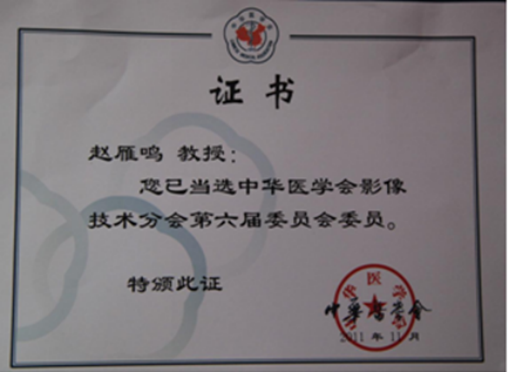 证书
赵雁鸣 教授:
您已当选中华医学会影像
技术分会第六届委员会委员。
特颁此证
中华医学会
2011 年 11 月